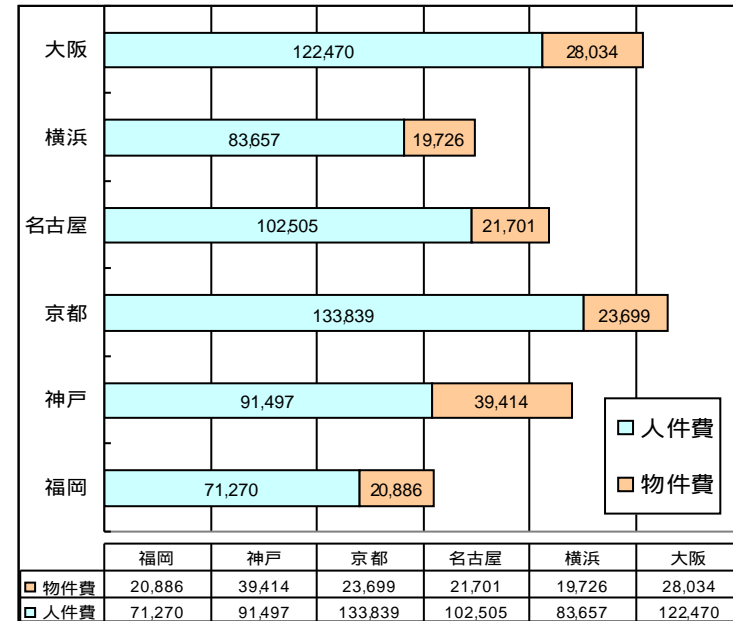 大阪 122,470 28,034
横浜 83,657 19,726
名古屋 102,505 21,701
京都 133,839 23,699
神戸 91,497 39,414
人件費
物件費
福岡 71,270 20,886
福岡 神戸 京都 名古屋 横浜 大阪
物件費 20,886 39,414 23,699 21,701 19,726 28,034
人件費 71,270 91,497 133,839 102,505 83,657 122,470